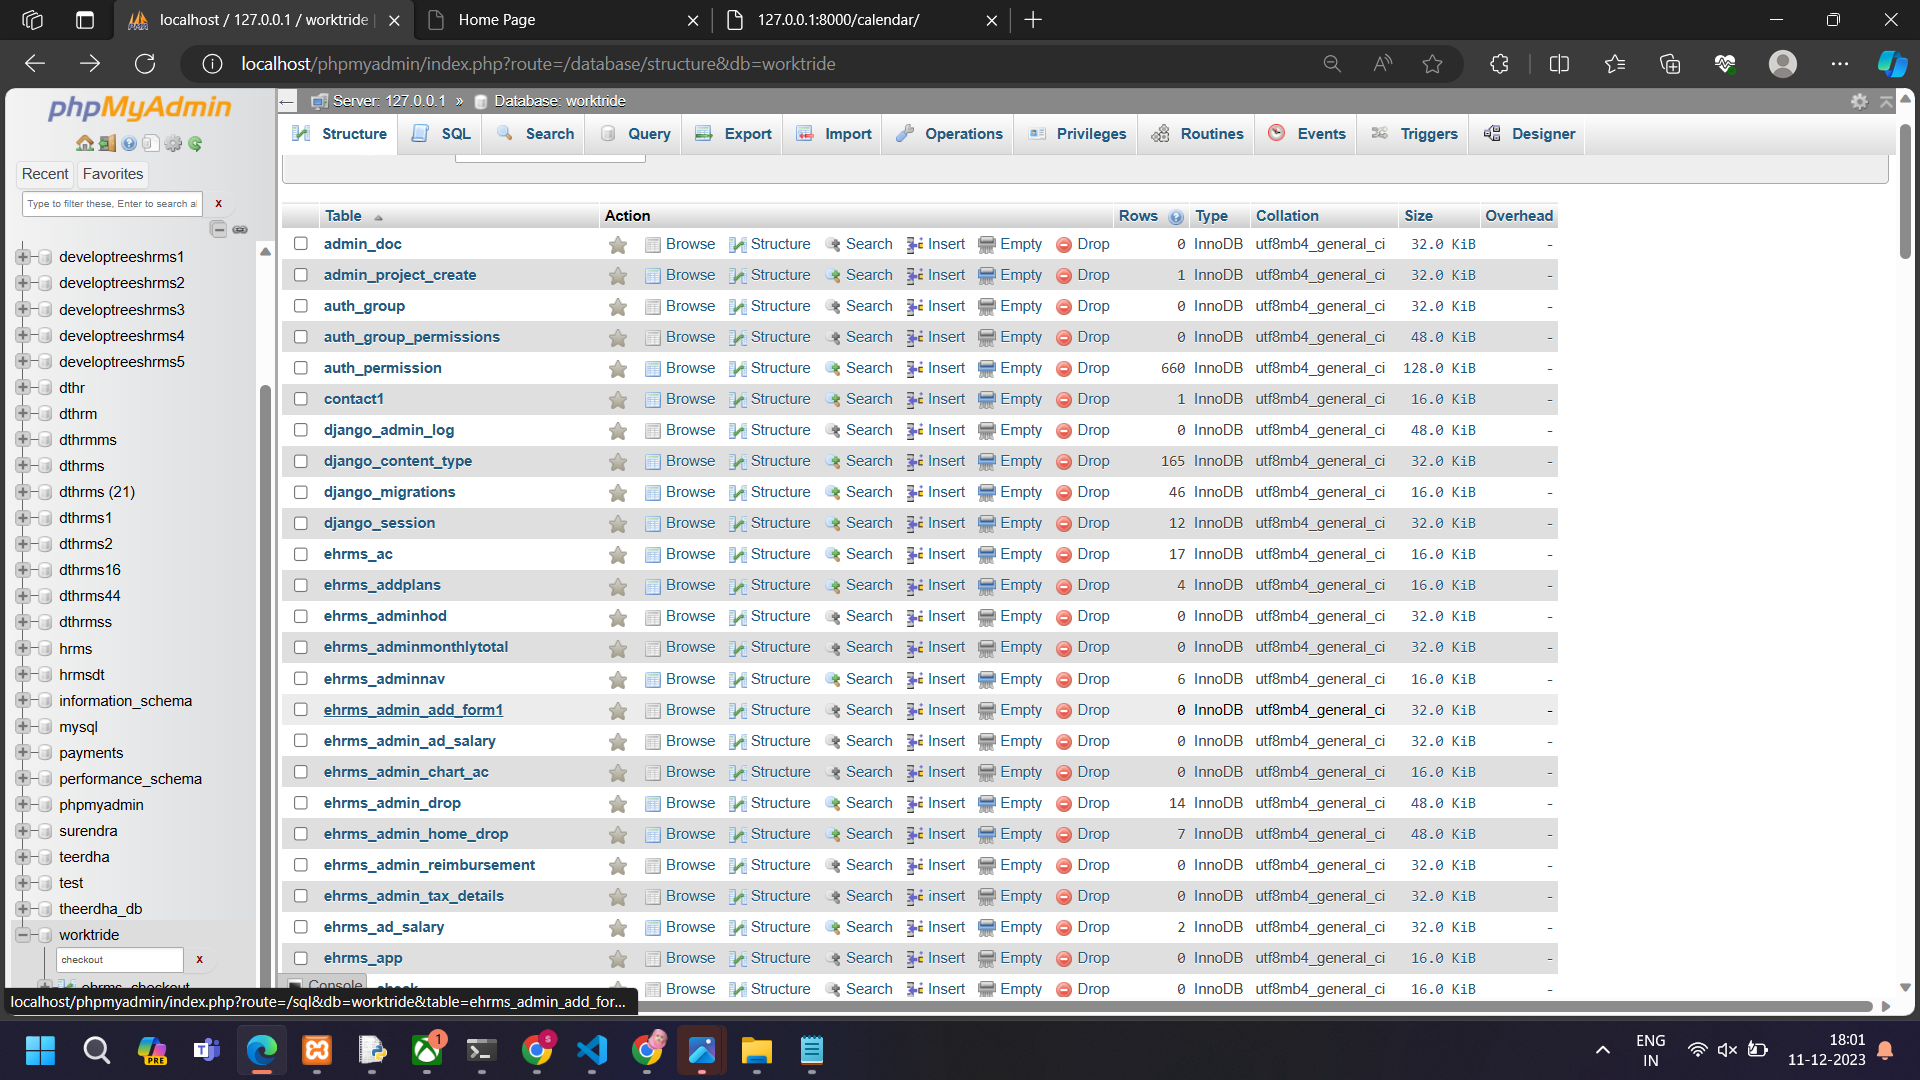 localhost / 127.0.0.1 / worktride
Home Page
127.0.0.1:8000/calendar/
localhost/phpmyadmin/index.php?route=/database/structure&db=worktride
phpMyAdmin
Server: 127.0.0.1 » Database: worktride
Structure SQL Search Query Export Import Operations Privileges Routines Events Triggers Designer
Recent Favorites
Type to filter these, Enter to search al
X
developtreeshrms1
developtreeshrms2
developtreeshrms3
developtreeshrms4
developtreeshrms5
dthr
dthrm
dthrmms
dthrms
dthrms (21)
dthrms1
dthrms2
dthrms16
dthrms44
dthrmss
hrms
hrmsdt
information_schema
mysql
payments
performance_schema
phpmyadmin
surendra
teerdha
test
theerdha_db
worktride
checkout
X
ehrms_checkout
Table Action Rows Type Collation Size Overhead
admin_doc Browse Structure Search Insert Empty Drop 0 InnoDB utf8mb4_general_ci 32.0 KiB -
admin_project_create Browse Structure Search Insert Empty Drop 1 InnoDB utf8mb4_general_ci 32.0 KiB -
auth_group Browse Structure Search Insert Empty Drop 0 InnoDB utf8mb4_general_ci 32.0 KiB -
auth_group_permissions Browse Structure Search Insert Empty Drop 0 InnoDB utf8mb4_general_ci 48.0 KiB -
auth_permission Browse Structure Search Insert Empty Drop 660 InnoDB utf8mb4_general_ci 128.0 KiB -
contact1 Browse Structure Search Insert Empty Drop 1 InnoDB utf8mb4_general_ci 16.0 KiB -
django_admin_log Browse Structure Search Insert Empty Drop 0 InnoDB utf8mb4_general_ci 48.0 KiB -
django_content_type Browse Structure Search Insert Empty Drop 165 InnoDB utf8mb4_general_ci 32.0 KiB -
django_migrations Browse Structure Search Insert Empty Drop 46 InnoDB utf8mb4_general_ci 16.0 KiB -
django_session Browse Structure Search Insert Empty Drop 12 InnoDB utf8mb4_general_ci 32.0 KiB -
ehrms_ac Browse Structure Search Insert Empty Drop 17 InnoDB utf8mb4_general_ci 16.0 KiB -
ehrms_addplans Browse Structure Search Insert Empty Drop 4 InnoDB utf8mb4_general_ci 16.0 KiB -
ehrms_adminhod Browse Structure Search Insert Empty Drop 0 InnoDB utf8mb4_general_ci 32.0 KiB -
ehrms_adminmonthlytotal Browse Structure Search Insert Empty Drop 0 InnoDB utf8mb4_general_ci 32.0 KiB -
ehrms_adminnav Browse Structure Search Insert Empty Drop 6 InnoDB utf8mb4_general_ci 16.0 KiB -
ehrms_admin_add_form1 Browse Structure Search Insert Empty Drop 0 InnoDB utf8mb4_general_ci 32.0 KiB -
ehrms_admin_ad_salary Browse Structure Search Insert Empty Drop 0 InnoDB utf8mb4_general_ci 32.0 KiB -
ehrms_admin_chart_ac Browse Structure Search Insert Empty Drop 0 InnoDB utf8mb4_general_ci 16.0 KiB -
ehrms_admin_drop Browse Structure Search Insert Empty Drop 14 InnoDB utf8mb4_general_ci 48.0 KiB -
ehrms_admin_home_drop Browse Structure Search Insert Empty Drop 7 InnoDB utf8mb4_general_ci 48.0 KiB -
ehrms_admin_reimbursement Browse Structure Search Insert Empty Drop 0 InnoDB utf8mb4_general_ci 32.0 KiB -
ehrms_admin_tax_details Browse Structure Search insert Empty Drop 0 InnoDB utf8mb4_general_ci 32.0 KiB -
ehrms_ad_salary Browse Structure Search Insert Empty Drop 2 InnoDB utf8mb4_general_ci 32.0 KiB -
ehrms_app Browse Structure Search Insert Empty Drop 0 InnoDB utf8mb4_general_ci 16.0 KiB -
Browse Structure Search Insert Empty Drop 0 InnoDB utf8mb4_general_ci 16.0 KiB -
Console
localhost/phpmyadmin/index.php?route=/sql&db=worktride&table=ehrms_admin_add_for...
PRE
1
S
ENG
IN
18:01
11-12-2023